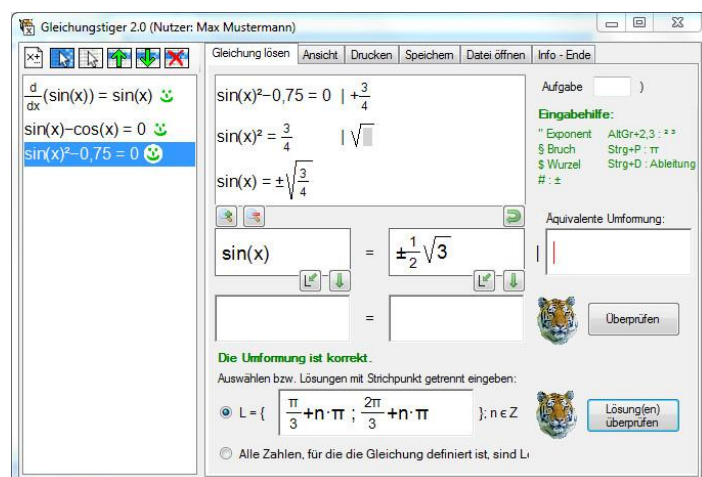 Gleichungstiger 2.0 (Nutzer: Max Mustermann)
Gleichung lösen Ansicht Drucken Speichern Datei öffnen Info - Ende
d/dx (sin(x)) = sin(x)
sin(x)−cos(x) = 0
sin(x)²−0,75 = 0
sin(x)²−0,75 = 0 | +3/4
sin(x)² = 3/4 | √
sin(x) = ±√(3/4)
Aufgabe )
Eingabehilfe:
" Exponent AltGr+2,3 : ² ³
§ Bruch Strg+P : π
$ Wurzel Strg+D : Ableitung
# : ±
Äquivalente Umformung:
sin(x) = ±1/2 √3 |
=
Überprüfen
Die Umformung ist korrekt.
Auswählen bzw. Lösungen mit Strichpunkt getrennt eingeben:
L = { π/3 +n·π ; 2π/3 +n·π }; n ϵ Z
Lösung(en)
überprüfen
Alle Zahlen, für die die Gleichung definiert ist, sind